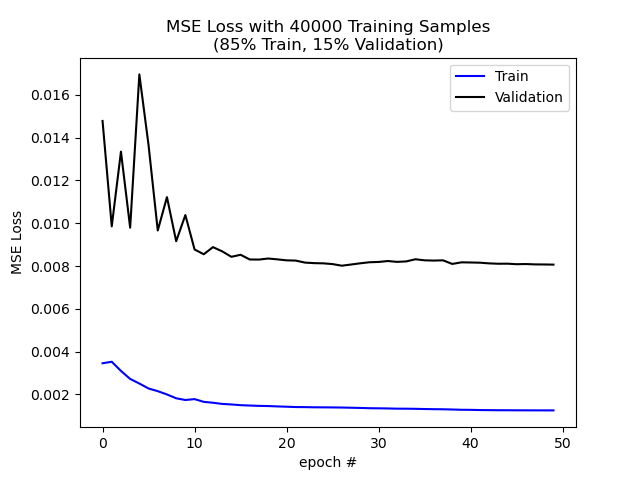 MSE Loss with 40000 Training Samples
(85% Train, 15% Validation)
Train
Validation
0.016
0.014
0.012
0.010
0.008
0.006
0.004
0.002
MSE Loss
0 10 20 30 40 50
epoch #